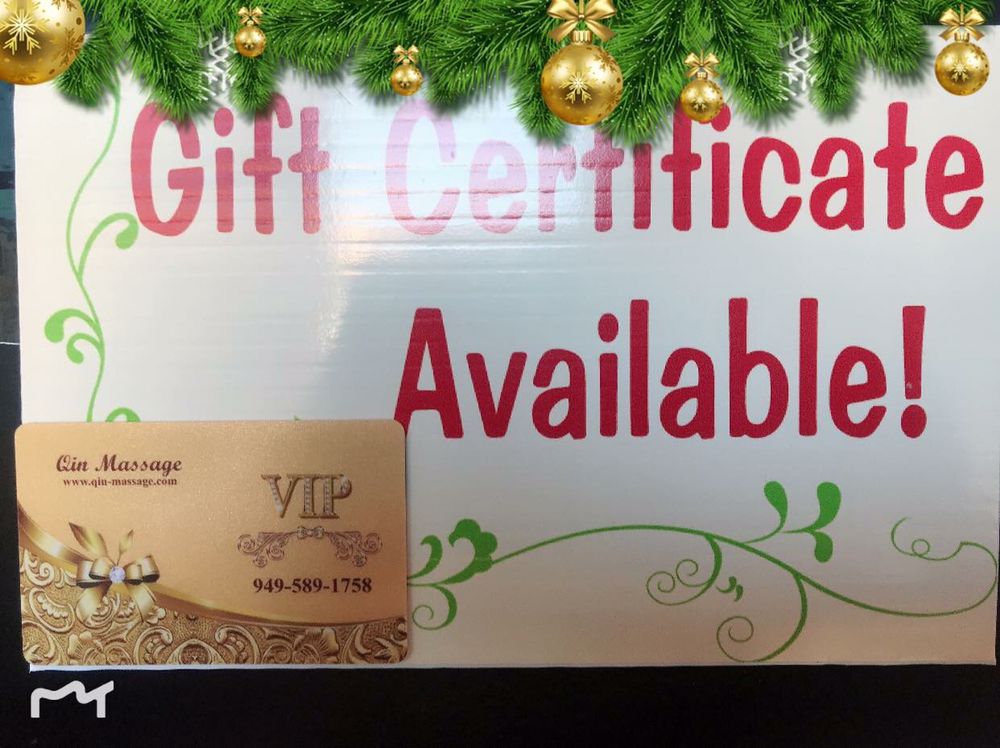 Gift Certificate
Available!
Qin Massage
www.qin-massage.com
VIP
949-589-1758